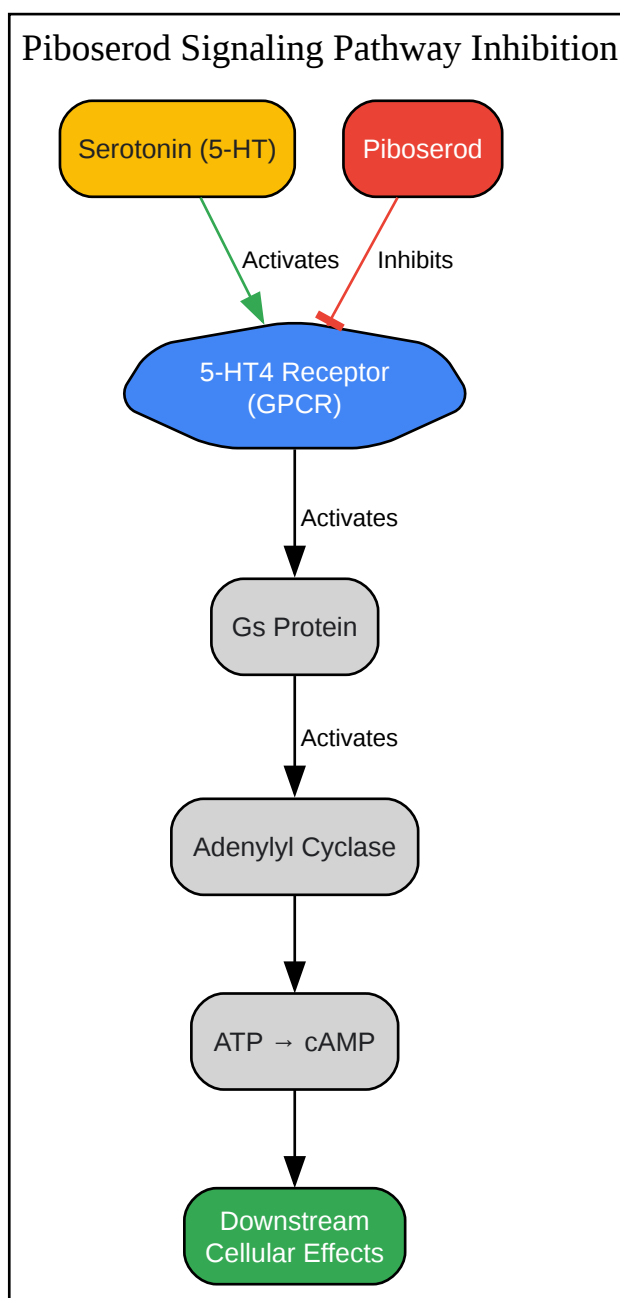 Piboserod Signaling Pathway Inhibition
Serotonin (5-HT)
Piboserod
Activates
Inhibits
5-HT4 Receptor
(GPCR)
Activates
Gs Protein
Activates
Adenylyl Cyclase
ATP → cAMP
Downstream
Cellular Effects